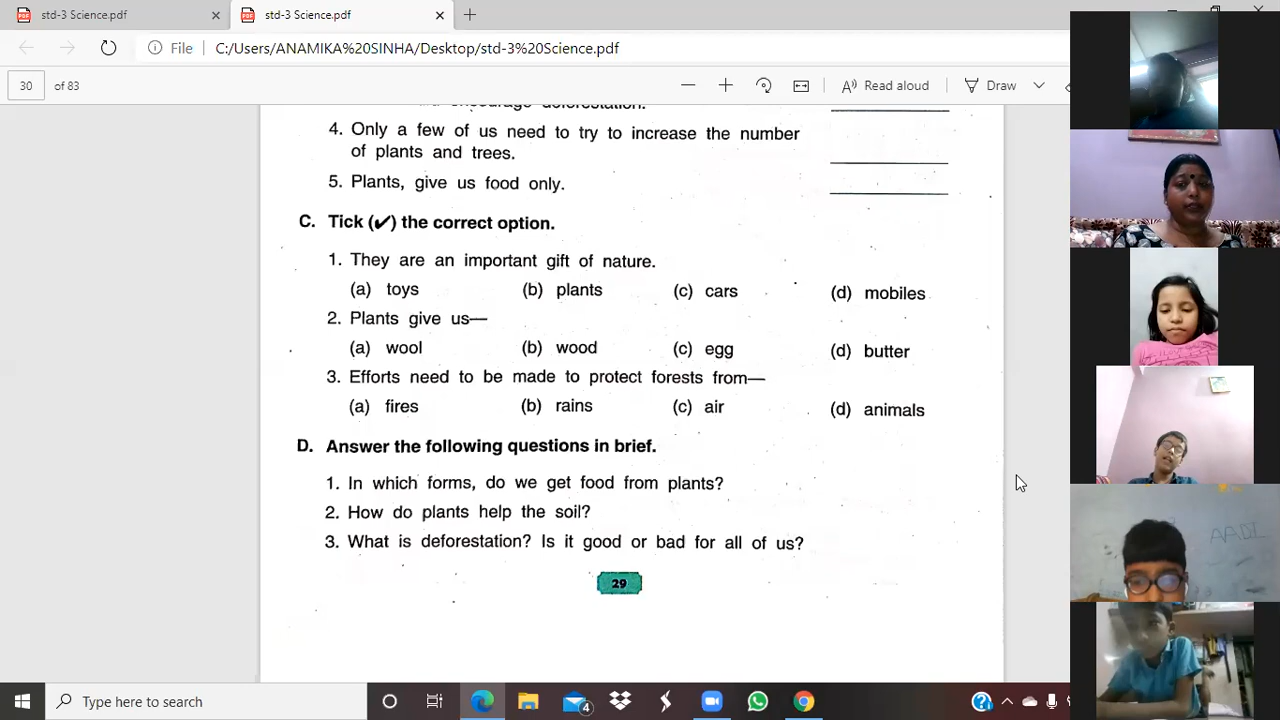 std-3 Science.pdf
std-3 Science.pdf
File
C:/Users/ANAMIKA%20SINHA/Desktop/std-3%20Science.pdf
30 of 83
Read aloud
Draw
encourage deforestation.
4. Only a few of us need to try to increase the number
of plants and trees.
5. Plants, give us food only.
C. Tick (✔) the correct option.
1. They are an important gift of nature.
(a) toys (b) plants (c) cars (d) mobiles
2. Plants give us—
(a) wool (b) wood (c) egg (d) butter
3. Efforts need to be made to protect forests from—
(a) fires (b) rains (c) air (d) animals
D. Answer the following questions in brief.
1. In which forms, do we get food from plants?
2. How do plants help the soil?
3. What is deforestation? Is it good or bad for all of us?
29
AADI
Type here to search
4